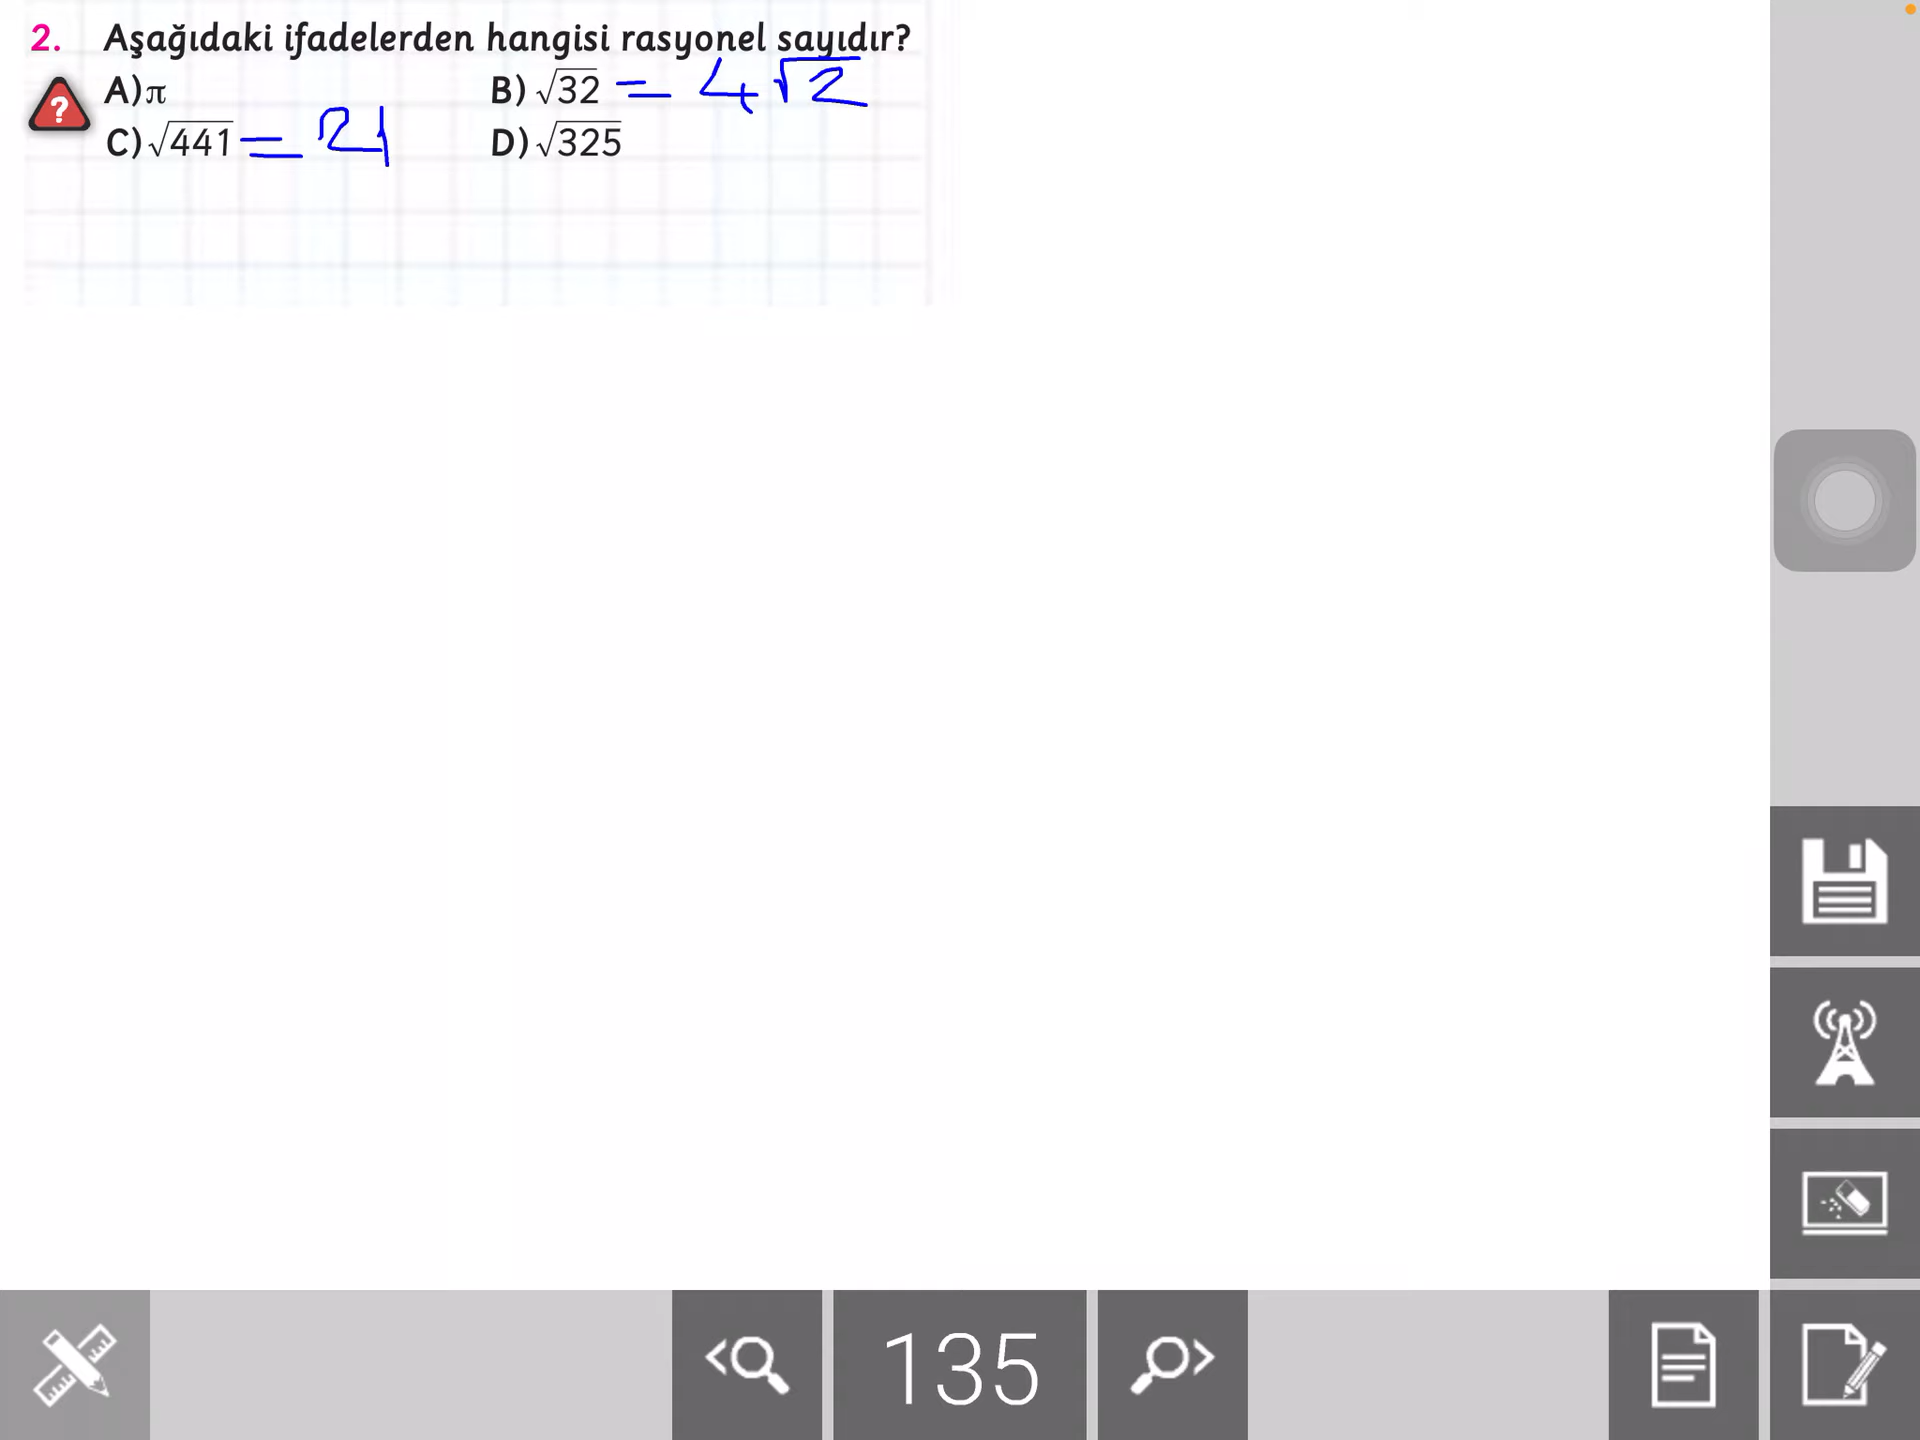 2. Aşağıdaki ifadelerden hangisi rasyonel sayıdır?
A) π B) √32 = 4√2
C) √441 = 21 D) √325
135